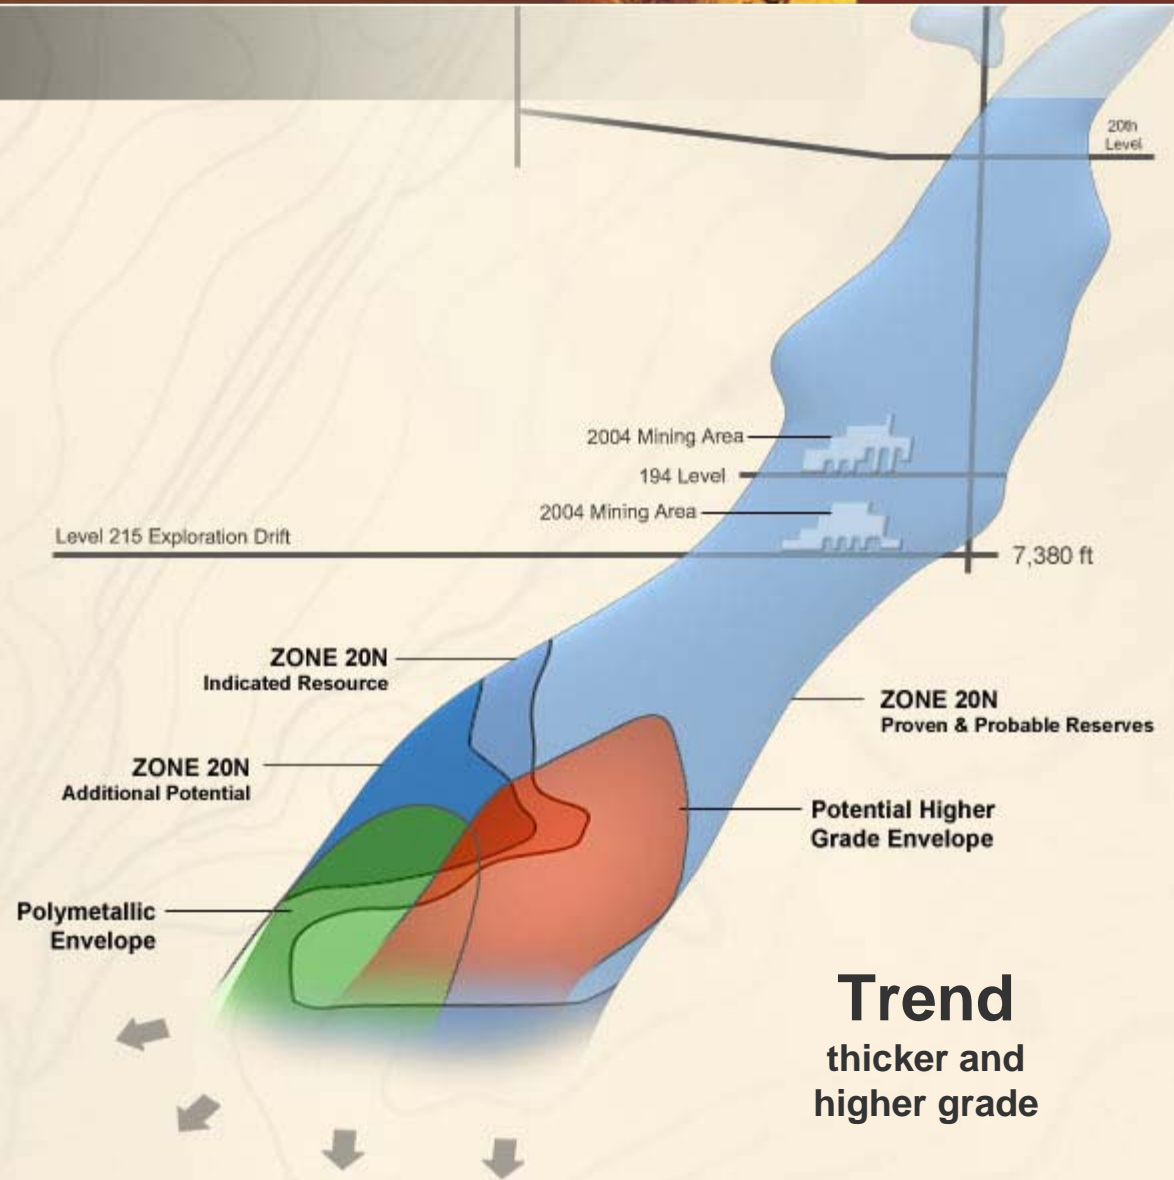 20th
Level
2004 Mining Area
194 Level
2004 Mining Area
Level 215 Exploration Drift
7,380 ft
ZONE 20N
Indicated Resource
ZONE 20N
Proven & Probable Reserves
ZONE 20N
Additional Potential
Potential Higher
Grade Envelope
Polymetallic
Envelope
Trend
thicker and
higher grade